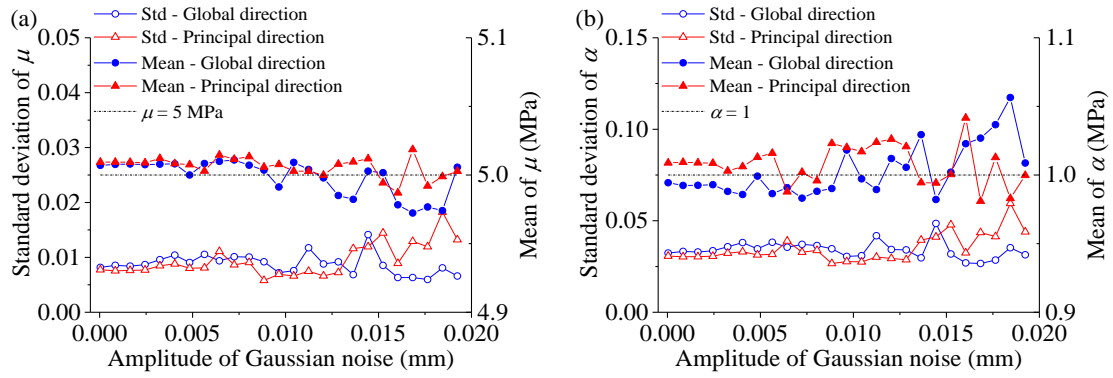 (a)
Std - Global direction
Std - Principal direction
Mean - Global direction
Mean - Principal direction
μ = 5 MPa
0.05
0.04
0.03
0.02
0.01
0.00
Standard deviation of μ
5.1
5.0
4.9
Mean of μ (MPa)
0.000 0.005 0.010 0.015 0.020
Amplitude of Gaussian noise (mm)
(b)
Std - Global direction
Std - Principal direction
Mean - Global direction
Mean - Principal direction
α = 1
0.15
0.10
0.05
0.00
Standard deviation of α
1.1
1.0
0.9
Mean of α (MPa)
0.000 0.005 0.010 0.015 0.020
Amplitude of Gaussian noise (mm)